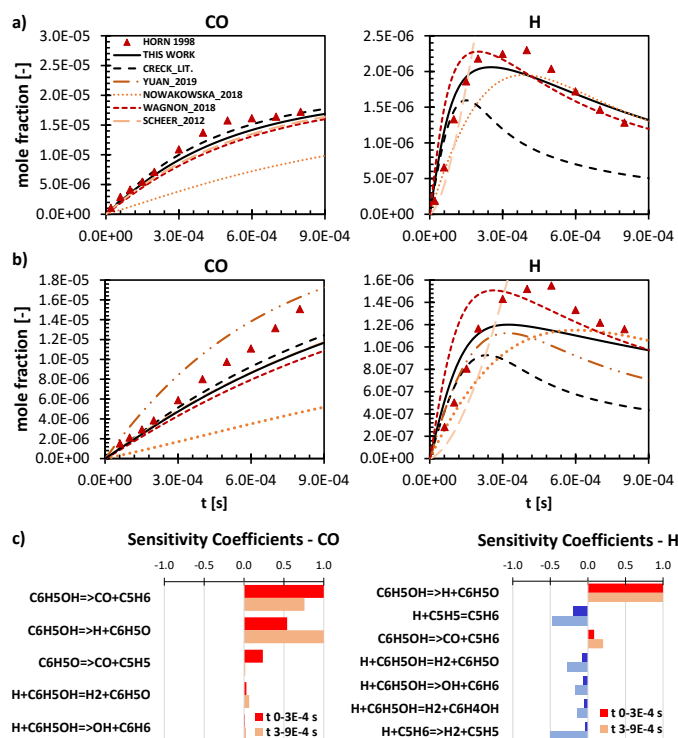 a)
CO
H
mole fraction [-]
3.0E-05
2.5E-05
2.0E-05
1.5E-05
1.0E-05
5.0E-06
0.0E+00
HORN 1998
THIS WORK
CRECK_LIT.
YUAN_2019
NOWAKOWSKA_2018
WAGNON_2018
SCHEER_2012
0.0E+00 3.0E-04 6.0E-04 9.0E-04
2.5E-06
2.0E-06
1.5E-06
1.0E-06
5.0E-07
0.0E+00
0.0E+00 3.0E-04 6.0E-04 9.0E-04
b)
CO
H
mole fraction [-]
1.8E-05
1.6E-05
1.4E-05
1.2E-05
1.0E-05
8.0E-06
6.0E-06
4.0E-06
2.0E-06
0.0E+00
0.0E+00 3.0E-04 6.0E-04 9.0E-04
t [s]
1.6E-06
1.4E-06
1.2E-06
1.0E-06
8.0E-07
6.0E-07
4.0E-07
2.0E-07
0.0E+00
0.0E+00 3.0E-04 6.0E-04 9.0E-04
t [s]
c)
Sensitivity Coefficients - CO
-1.0 -0.5 0.0 0.5 1.0
C6H5OH=>CO+C5H6
C6H5OH=>H+C6H5O
C6H5O=>CO+C5H5
H+C6H5OH=H2+C6H5O
H+C6H5OH=>OH+C6H6
t 0-3E-4 s
t 3-9E-4 s
Sensitivity Coefficients - H
-1.0 -0.5 0.0 0.5 1.0
C6H5OH=>H+C6H5O
H+C5H5=C5H6
C6H5OH=>CO+C5H6
H+C6H5OH=H2+C6H5O
H+C6H5OH=>OH+C6H6
H+C6H5OH=H2+C6H4OH
H+C5H6=>H2+C5H5
t 0-3E-4 s
t 3-9E-4 s